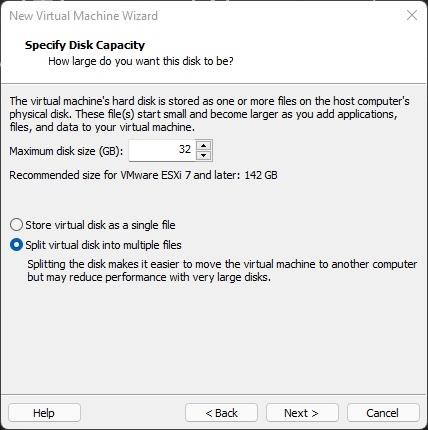 New Virtual Machine Wizard
Specify Disk Capacity
How large do you want this disk to be?
The virtual machine's hard disk is stored as one or more files on the host computer's
physical disk. These file(s) start small and become larger as you add applications,
files, and data to your virtual machine.
Maximum disk size (GB): 32
Recommended size for VMware ESXi 7 and later: 142 GB
Store virtual disk as a single file
Split virtual disk into multiple files
Splitting the disk makes it easier to move the virtual machine to another computer
but may reduce performance with very large disks.
Help < Back Next > Cancel